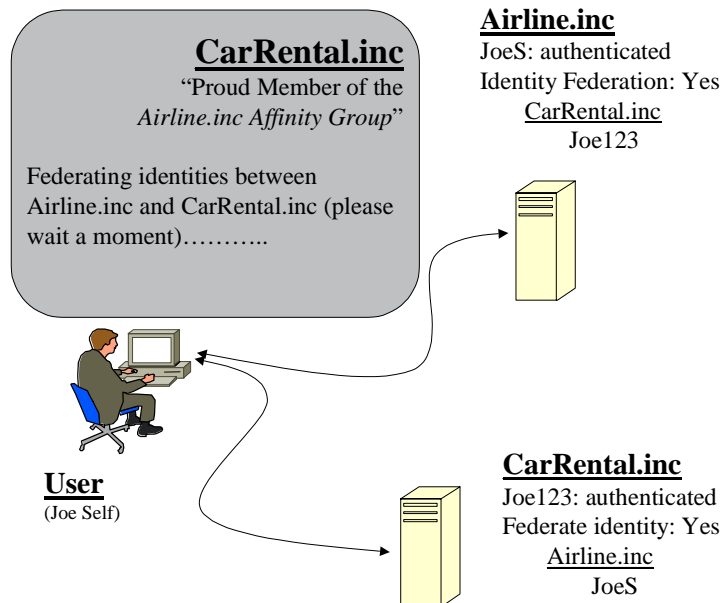 CarRental.inc
“Proud Member of the
Airline.inc Affinity Group”
Federating identities between
Airline.inc and CarRental.inc (please
wait a moment)………..
Airline.inc
JoeS: authenticated
Identity Federation: Yes
CarRental.inc
Joe123
User
(Joe Self)
CarRental.inc
Joe123: authenticated
Federate identity: Yes
Airline.inc
JoeS